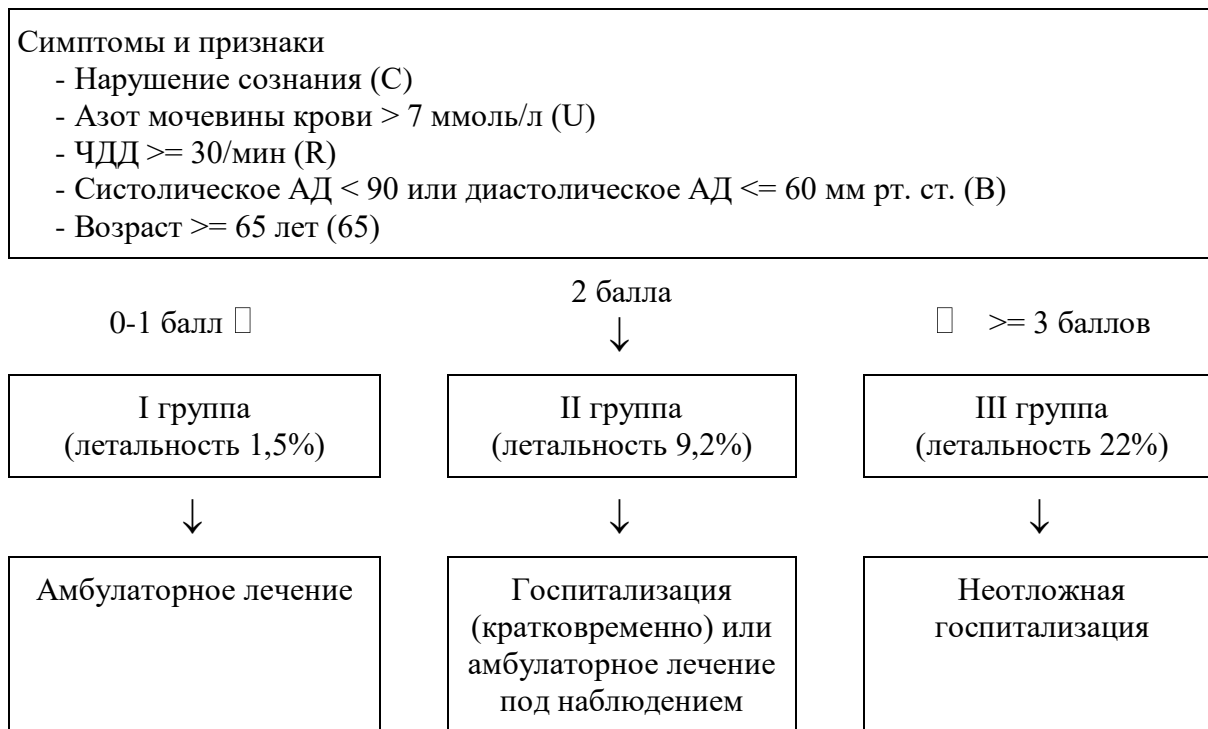 Симптомы и признаки
- Нарушение сознания (C)
- Азот мочевины крови > 7 ммоль/л (U)
- ЧДД >= 30/мин (R)
- Систолическое АД < 90 или диастолическое АД <= 60 мм рт. ст. (B)
- Возраст >= 65 лет (65)
0-1 балл □
2 балла
↓
□ >= 3 баллов
I группа
(летальность 1,5%)
II группа
(летальность 9,2%)
III группа
(летальность 22%)
↓ ↓ ↓
Амбулаторное лечение
Госпитализация
(кратковременно) или
амбулаторное лечение
под наблюдением
Неотложная
госпитализация